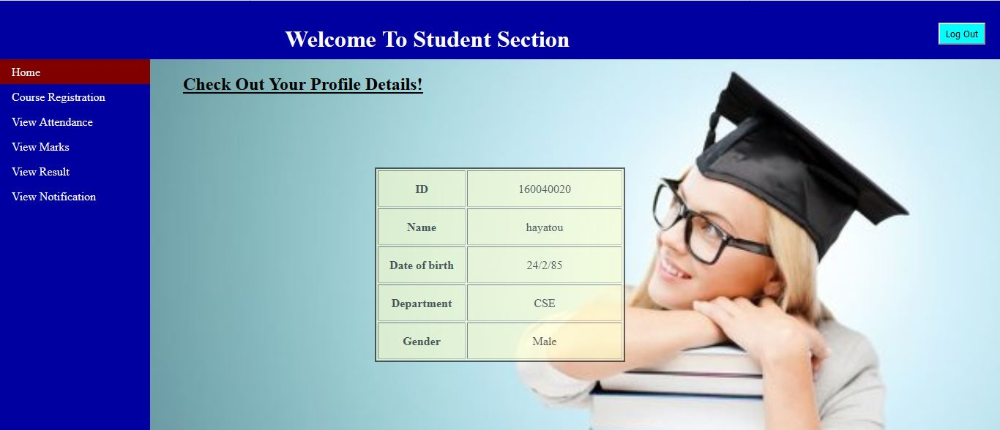 Welcome To Student Section
Log Out
Home
Course Registration
View Attendance
View Marks
View Result
View Notification
Check Out Your Profile Details!
ID 160040020
Name hayatou
Date of birth 24/2/85
Department CSE
Gender Male